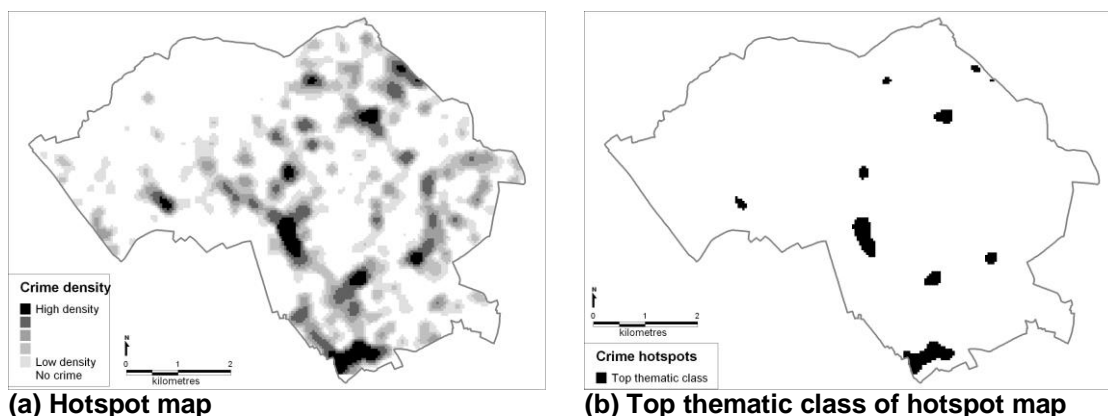 Crime density
High density
Low density
No crime
N
0 1 2
kilometres
(a) Hotspot map
N
0 1 2
kilometres
Crime hotspots
Top thematic class
(b) Top thematic class of hotspot map